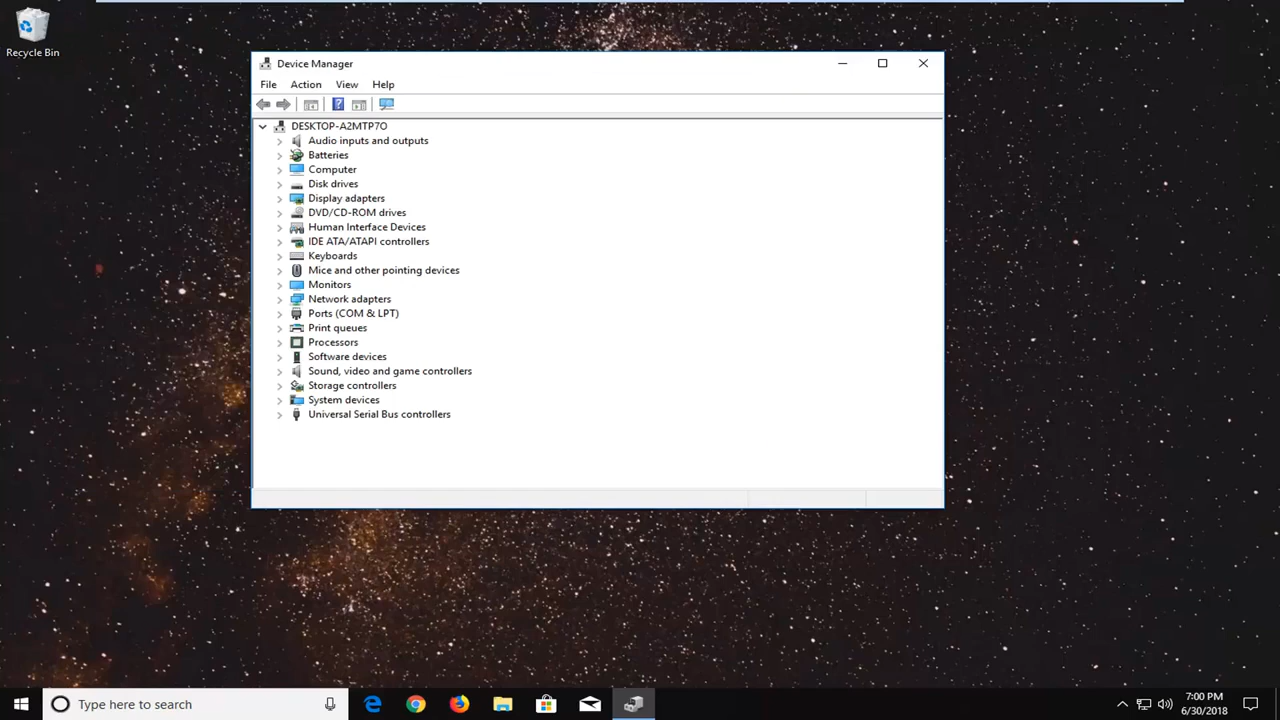 Recycle Bin
Device Manager
File Action View Help
DESKTOP-A2MTP7O
Audio inputs and outputs
Batteries
Computer
Disk drives
Display adapters
DVD/CD-ROM drives
Human Interface Devices
IDE ATA/ATAPI controllers
Keyboards
Mice and other pointing devices
Monitors
Network adapters
Ports (COM & LPT)
Print queues
Processors
Software devices
Sound, video and game controllers
Storage controllers
System devices
Universal Serial Bus controllers
Type here to search
7:00 PM
6/30/2018